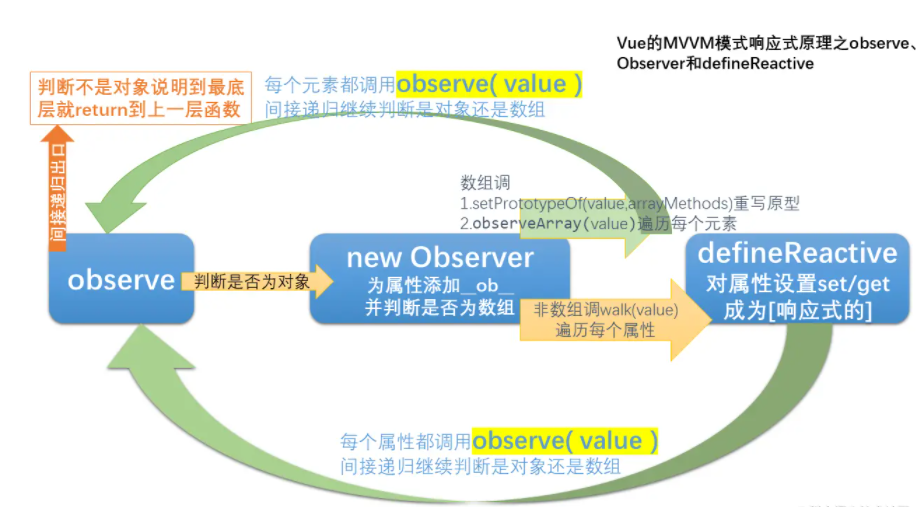 Vue的MVVM模式响应式原理之observe、
Observer和defineReactive
判断不是对象说明到最底
层就return到上一层函数
每个元素都调用observe( value )
间接递归继续判断是对象还是数组
间接递归出口
数组调
1.setPrototypeOf(value,arrayMethods)重写原型
2.observeArray(value)遍历每个元素
observe
判断是否为对象
new Observer
为属性添加__ob__
并判断是否为数组
非数组调walk(value)
遍历每个属性
defineReactive
对属性设置set/get
成为[响应式的]
每个属性都调用observe( value )
间接递归继续判断是对象还是数组